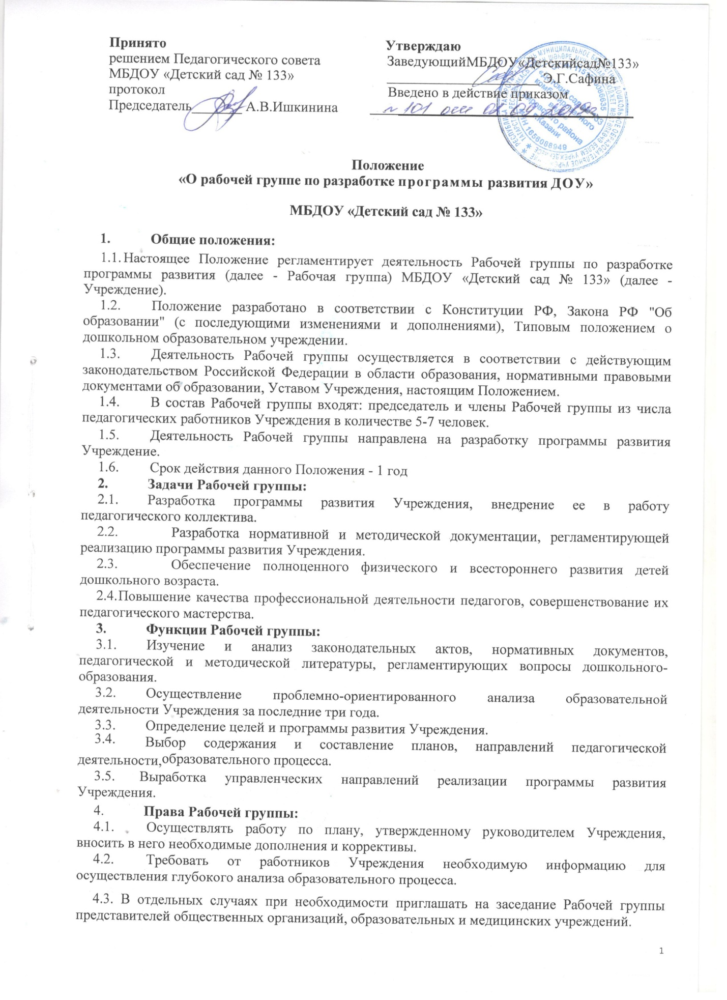 Принято
решением Педагогического совета
МБДОУ «Детский сад № 133»
протокол
Председатель_______А.В.Ишкинина
Утверждаю
ЗаведующийМБДОУ«Детскийсад№133»
Э.Г.Сафина
Введено в действие приказом
№ 101 от 01.09
ИНН 1656088949
г.Казани
Положение
«О рабочей группе по разработке программы развития ДОУ»
МБДОУ «Детский сад № 133»
1. Общие положения:
1.1. Настоящее Положение регламентирует деятельность Рабочей группы по разработке
программы развития (далее - Рабочая группа) МБДОУ «Детский сад № 133» (далее -
Учреждение).
1.2. Положение разработано в соответствии с Конституции РФ, Закона РФ "Об
образовании" (с последующими изменениями и дополнениями), Типовым положением о
дошкольном образовательном учреждении.
1.3. Деятельность Рабочей группы осуществляется в соответствии с действующим
законодательством Российской Федерации в области образования, нормативными правовыми
документами об образовании, Уставом Учреждения, настоящим Положением.
1.4. В состав Рабочей группы входят: председатель и члены Рабочей группы из числа
педагогических работников Учреждения в количестве 5-7 человек.
1.5. Деятельность Рабочей группы направлена на разработку программы развития
Учреждение.
1.6. Срок действия данного Положения - 1 год
2. Задачи Рабочей группы:
2.1. Разработка программы развития Учреждения, внедрение ее в работу
педагогического коллектива.
2.2. Разработка нормативной и методической документации, регламентирующей
реализацию программы развития Учреждения.
2.3. Обеспечение полноценного физического и всестороннего развития детей
дошкольного возраста.
2.4.Повышение качества профессиональной деятельности педагогов, совершенствование их
педагогического мастерства.
3. Функции Рабочей группы:
3.1. Изучение и анализ законодательных актов, нормативных документов,
педагогической и методической литературы, регламентирующих вопросы дошкольного-
образования.
3.2. Осуществление проблемно-ориентированного анализа образовательной
деятельности Учреждения за последние три года.
3.3. Определение целей и программы развития Учреждения.
3.4. Выбор содержания и составление планов, направлений педагогической
деятельности,образовательного процесса.
3.5. Выработка управленческих направлений реализации программы развития
Учреждения.
4. Права Рабочей группы:
4.1. Осуществлять работу по плану, утвержденному руководителем Учреждения,
вносить в него необходимые дополнения и коррективы.
4.2. Требовать от работников Учреждения необходимую информацию для
осуществления глубокого анализа образовательного процесса.
4.3. В отдельных случаях при необходимости приглашать на заседание Рабочей группы
представителей общественных организаций, образовательных и медицинских учреждений.
1